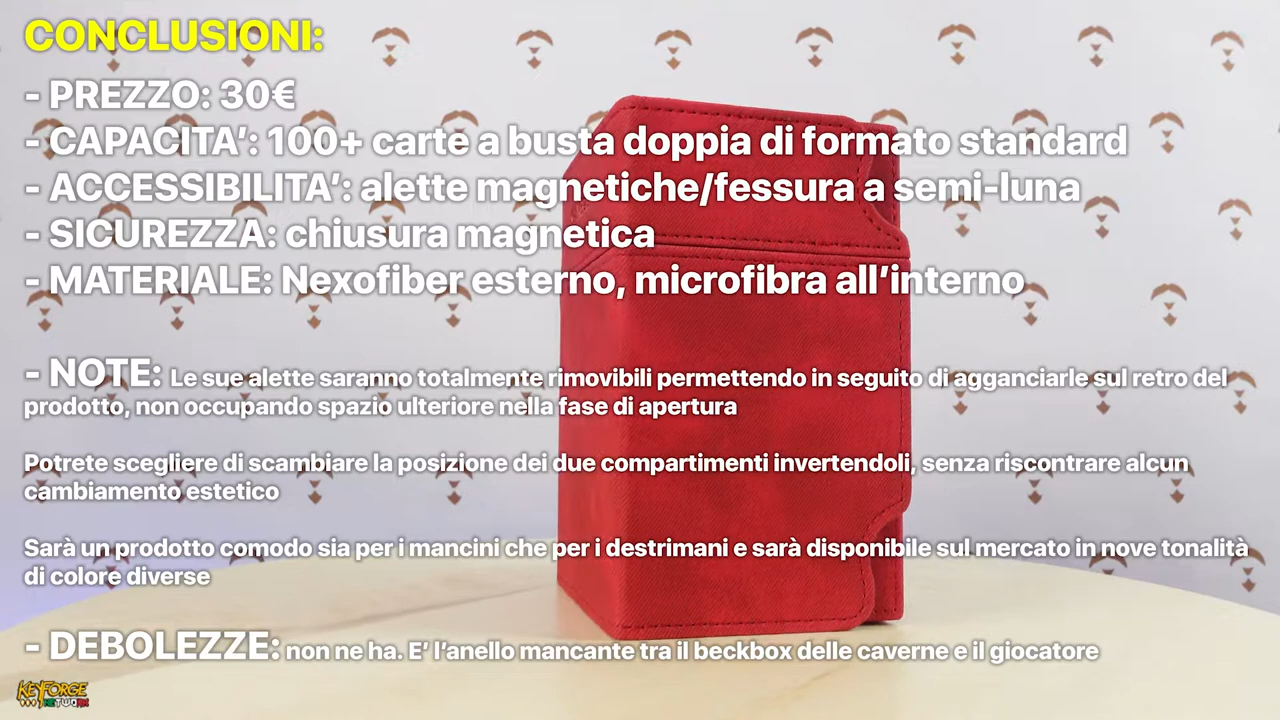 CONCLUSIONI:
- PREZZO: 30€
- CAPACITA’: 100+ carte a busta doppia di formato standard
- ACCESSIBILITA’: alette magnetiche/fessura a semi-luna
- SICUREZZA: chiusura magnetica
- MATERIALE: Nexofiber esterno, microfibra all’interno
- NOTE: Le sue alette saranno totalmente rimovibili permettendo in seguito di agganciarle sul retro del
prodotto, non occupando spazio ulteriore nella fase di apertura
Potrete scegliere di scambiare la posizione dei due compartimenti invertendoli, senza riscontrare alcun
cambiamento estetico
Sarà un prodotto comodo sia per i mancini che per i destrimani e sarà disponibile sul mercato in nove tonalità
di colore diverse
- DEBOLEZZE: non ne ha. E’ l’anello mancante tra il beckbox delle caverne e il giocatore
KEYFORGE
NETWORK